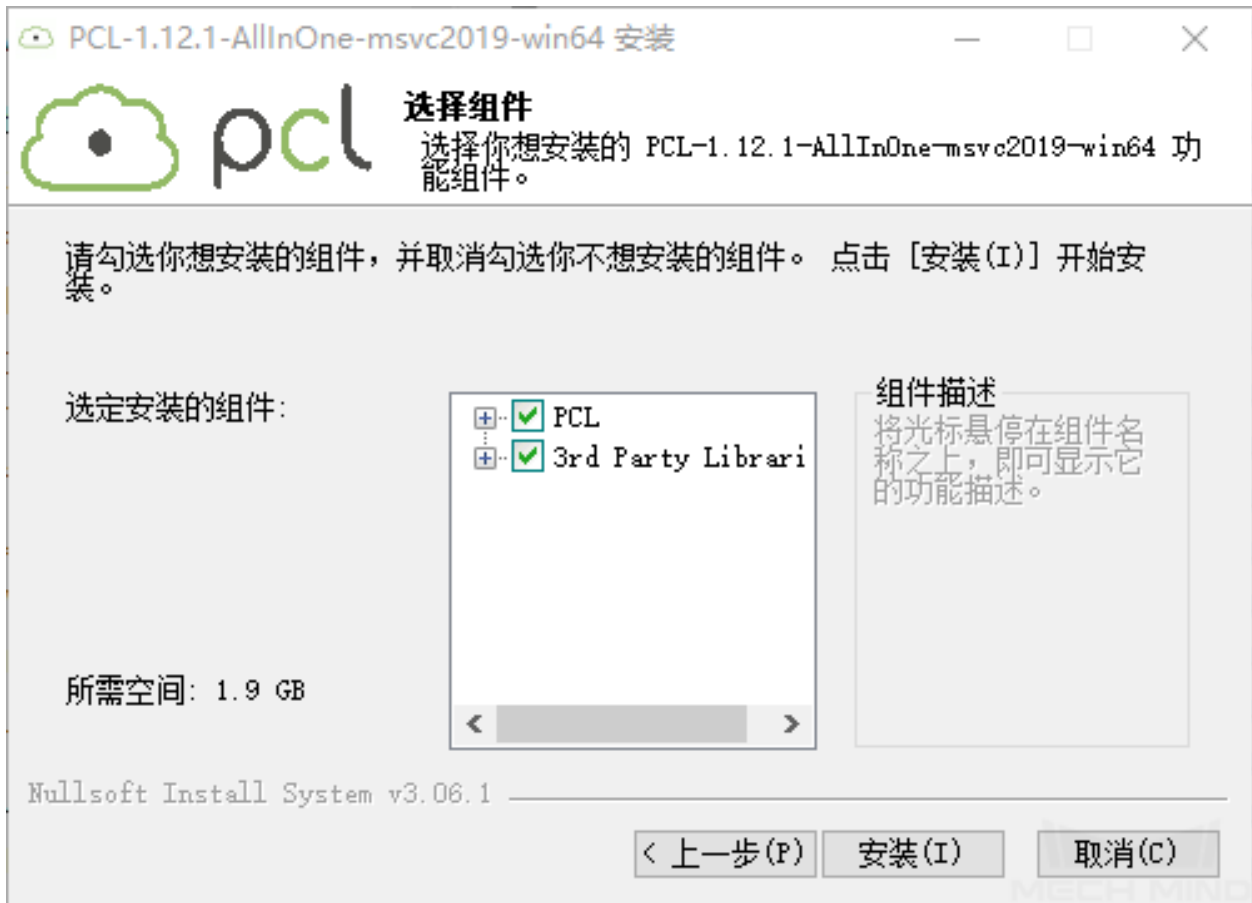 PCL-1.12.1-AllInOne-msvc2019-win64 安装
pcl
选择组件
选择你想安装的 PCL-1.12.1-AllInOne-msvc2019-win64 功
能组件。
请勾选你想安装的组件，并取消勾选你不想安装的组件。 点击 [安装(I)] 开始安
装。
选定安装的组件:
PCL
3rd Party Librari
组件描述
将光标悬停在组件名
称之上，即可显示它
的功能描述。
所需空间: 1.9 GB
Nullsoft Install System v3.06.1
< 上一步(P)
安装(I)
取消(C)
MECH MIND